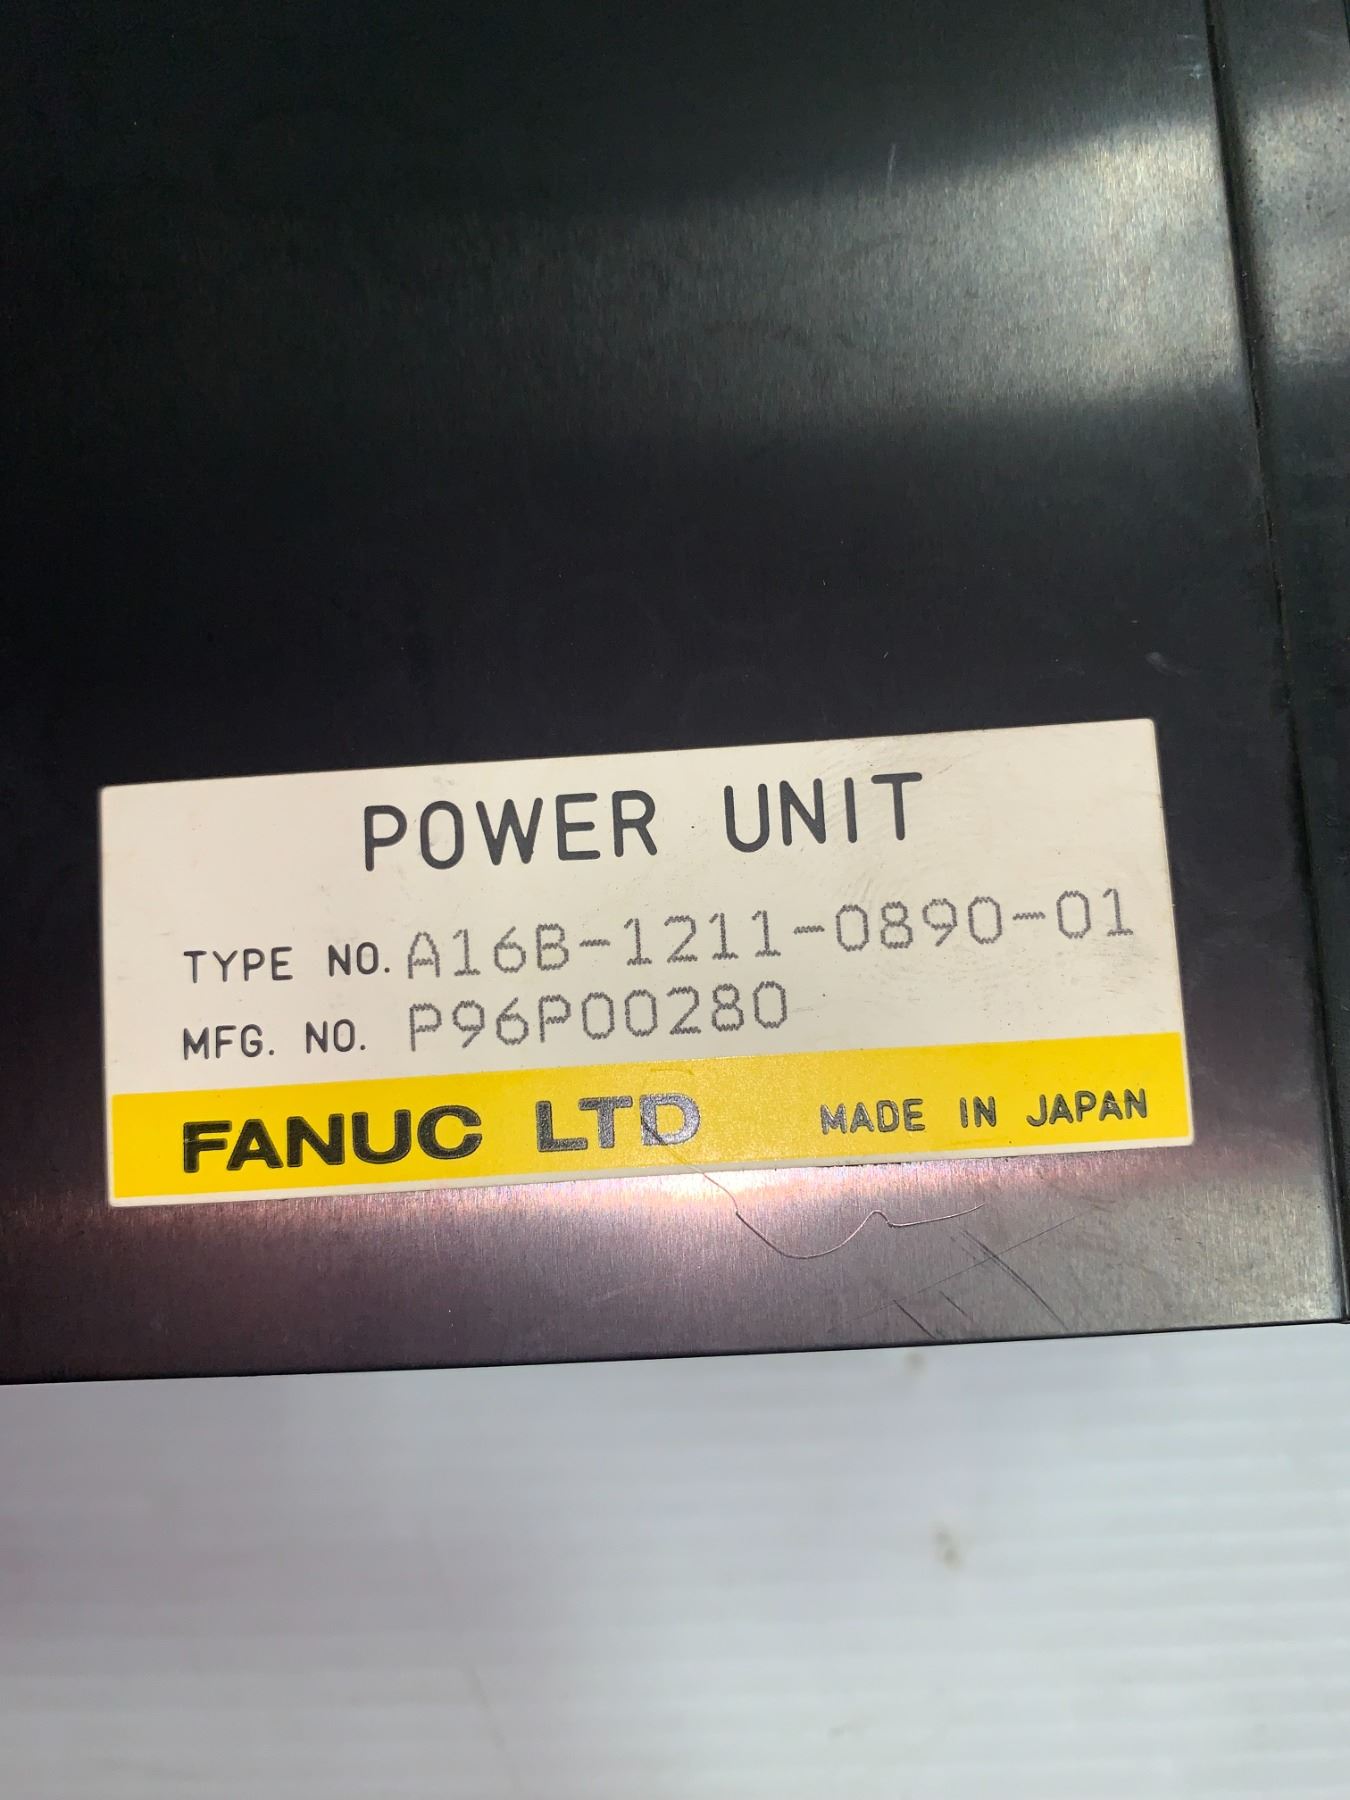 POWER UNIT
TYPE NO. A16B-1211-0890-01
MFG. NO. P96P00280
FANUC LTD MADE IN JAPAN